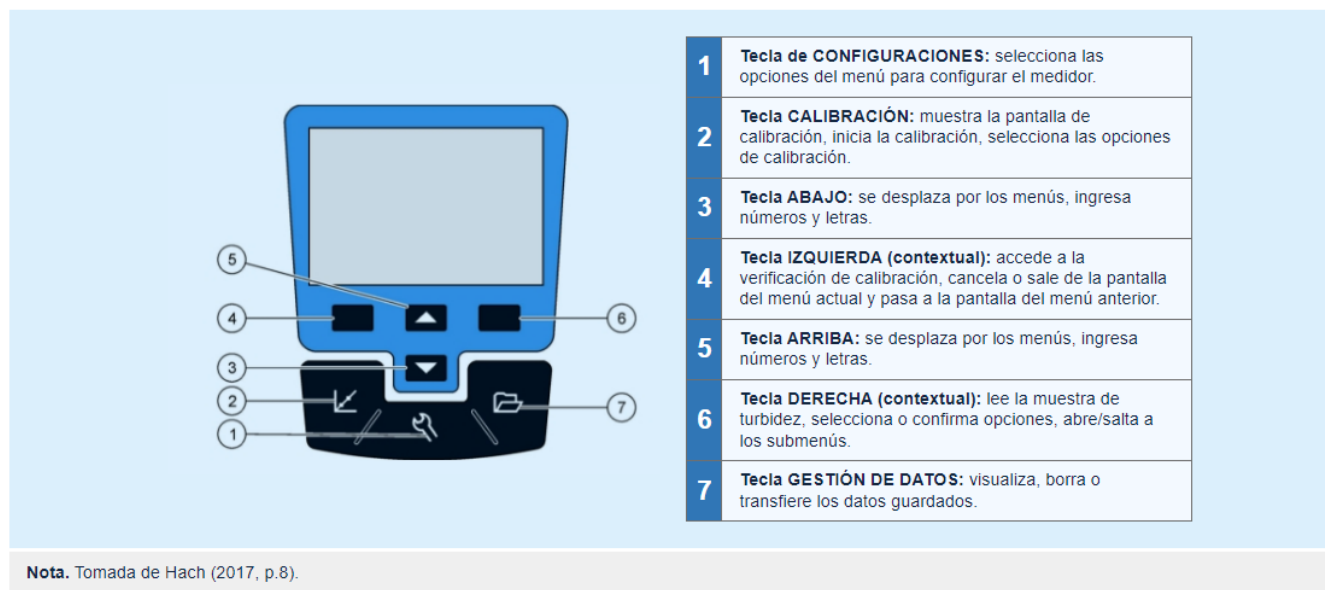 5
4
3
2
1
6
7
1
Tecla de CONFIGURACIONES: selecciona las
opciones del menú para configurar el medidor.
2
Tecla CALIBRACIÓN: muestra la pantalla de
calibración, inicia la calibración, selecciona las opciones
de calibración.
3
Tecla ABAJO: se desplaza por los menús, ingresa
números y letras.
4
Tecla IZQUIERDA (contextual): accede a la
verificación de calibración, cancela o sale de la pantalla
del menú actual y pasa a la pantalla del menú anterior.
5
Tecla ARRIBA: se desplaza por los menús, ingresa
números y letras.
6
Tecla DERECHA (contextual): lee la muestra de
turbidez, selecciona o confirma opciones, abre/salta a
los submenús.
7
Tecla GESTIÓN DE DATOS: visualiza, borra o
transfiere los datos guardados.
Nota. Tomada de Hach (2017, p.8).